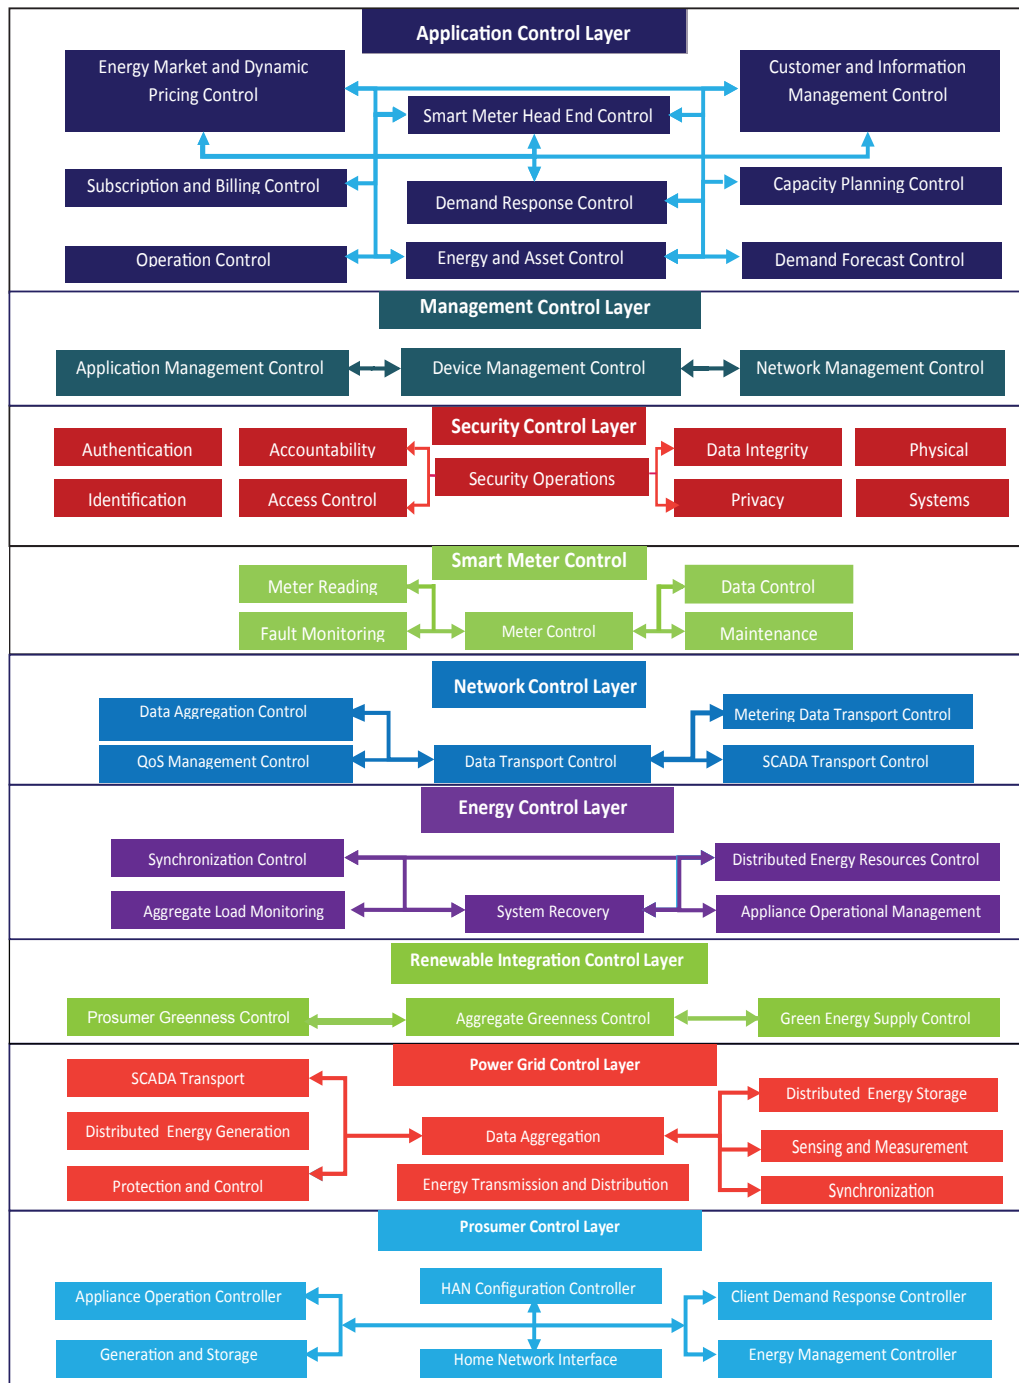 Application Control Layer
Energy Market and Dynamic
Pricing Control
Customer and Information
Management Control
Smart Meter Head End Control
Subscription and Billing Control
Capacity Planning Control
Demand Response Control
Operation Control
Energy and Asset Control
Demand Forecast Control
Management Control Layer
Application Management Control
Device Management Control
Network Management Control
Security Control Layer
Authentication
Accountability
Data Integrity
Physical
Security Operations
Identification
Access Control
Privacy
Systems
Smart Meter Control
Meter Reading
Data Control
Fault Monitoring
Meter Control
Maintenance
Network Control Layer
Data Aggregation Control
Metering Data Transport Control
QoS Management Control
Data Transport Control
SCADA Transport Control
Energy Control Layer
Synchronization Control
Distributed Energy Resources Control
Aggregate Load Monitoring
System Recovery
Appliance Operational Management
Renewable Integration Control Layer
Prosumer Greenness Control
Aggregate Greenness Control
Green Energy Supply Control
Power Grid Control Layer
SCADA Transport
Distributed Energy Storage
Distributed Energy Generation
Data Aggregation
Sensing and Measurement
Protection and Control
Energy Transmission and Distribution
Synchronization
Prosumer Control Layer
Appliance Operation Controller
HAN Configuration Controller
Client Demand Response Controller
Generation and Storage
Home Network Interface
Energy Management Controller